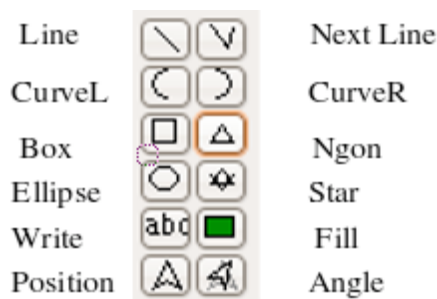 Line Next Line
CurveL CurveR
Box Ngon
Ellipse Star
Write abc Fill
Position Angle